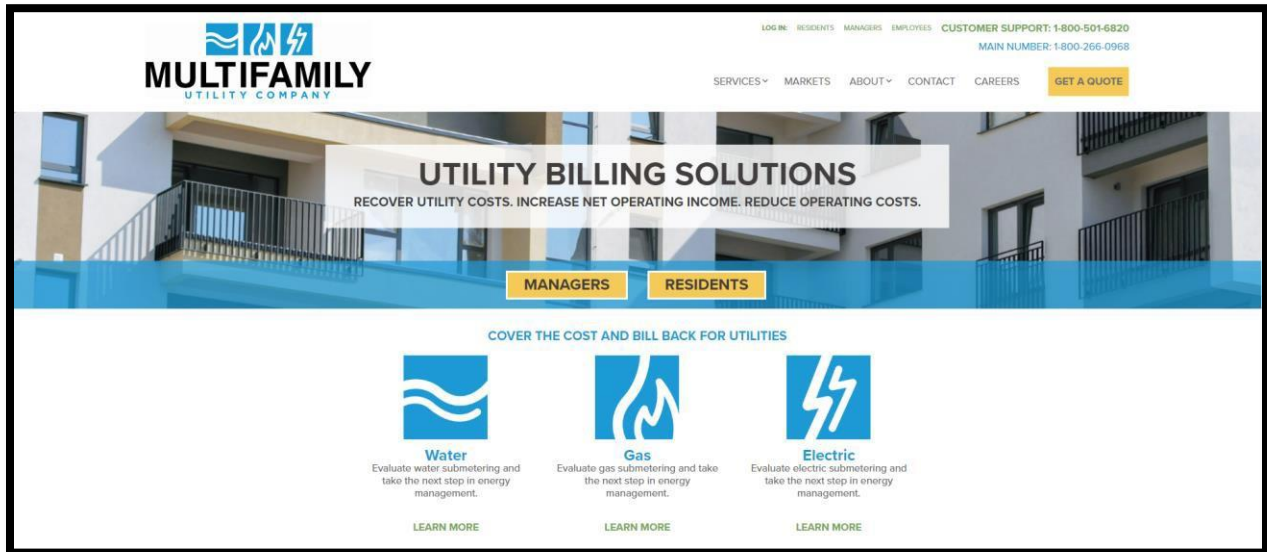 MULTIFAMILY
UTILITY COMPANY
LOG IN: RESIDENTS MANAGERS EMPLOYEES CUSTOMER SUPPORT: 1-800-501-6820
MAIN NUMBER: 1-800-266-0968
SERVICES MARKETS ABOUT CONTACT CAREERS GET A QUOTE
UTILITY BILLING SOLUTIONS
RECOVER UTILITY COSTS. INCREASE NET OPERATING INCOME. REDUCE OPERATING COSTS.
MANAGERS RESIDENTS
COVER THE COST AND BILL BACK FOR UTILITIES
Water
Evaluate water submetering and
take the next step in energy
management.
LEARN MORE
Gas
Evaluate gas submetering and take
the next step in energy
management.
LEARN MORE
Electric
Evaluate electric submetering and
take the next step in energy
management.
LEARN MORE